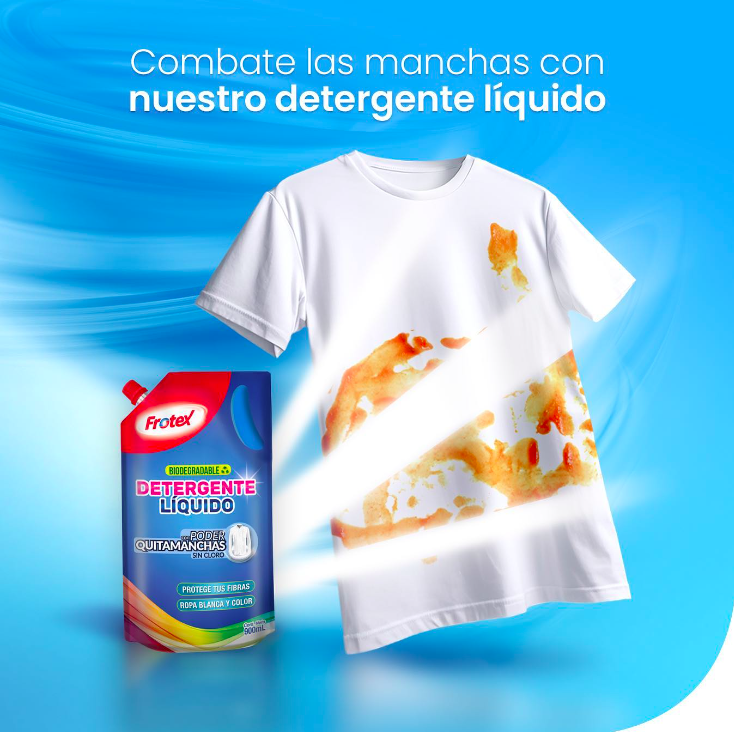 Combate las manchas con
nuestro detergente líquido
Frotex
BIODEGRADABLE
DETERGENTE
LÍQUIDO
PODER
QUITAMANCHAS
SIN CLORO
PROTEGE TUS FIBRAS
ROPA BLANCA Y COLOR
900mL